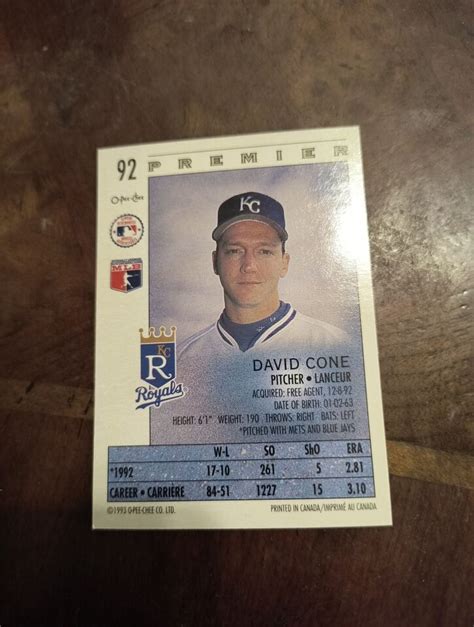 92 PREMIER
O-Pee-Chee
MLB
KC
KC
R
Royals
DAVID CONE
PITCHER • LANCEUR
ACQUIRED: FREE AGENT, 12-8-92
DATE OF BIRTH: 01-02-63
HEIGHT: 6'1" WEIGHT: 190 THROWS: RIGHT BATS: LEFT
*PITCHED WITH METS AND BLUE JAYS
W-L SO ShO ERA
*1992 17-10 261 5 2.81
CAREER • CARRIÈRE 84-51 1227 15 3.10
©1993 O-PEE-CHEE CO. LTD. PRINTED IN CANADA/IMPRIMÉ AU CANADA